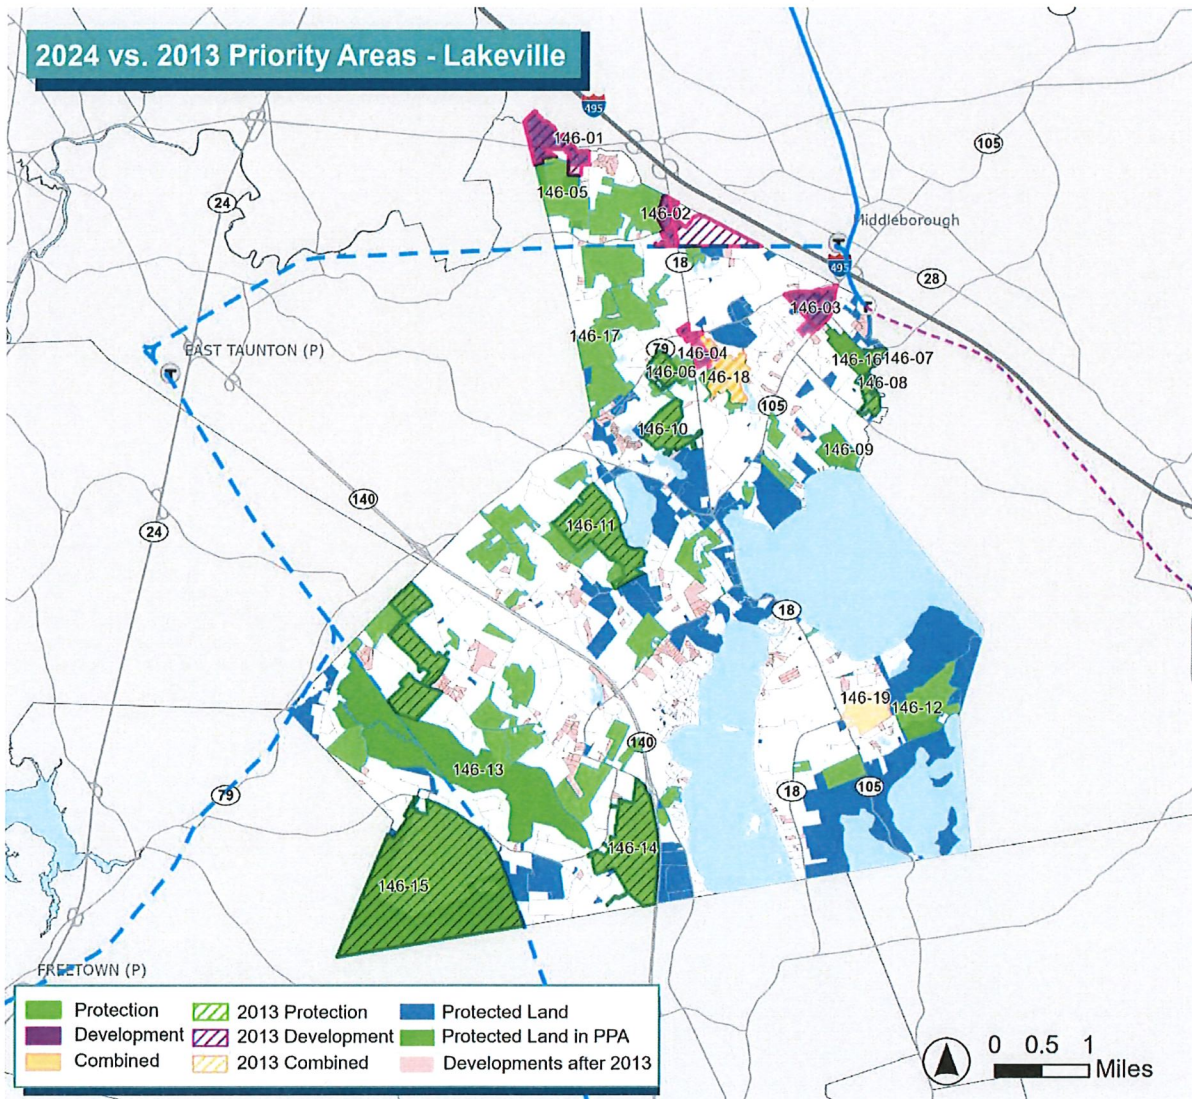 2024 vs. 2013 Priority Areas - Lakeville
495
146-01
105
146-05
24
146-02
Middleborough
18
495
28
146-03
146-17
EAST TAUNTON (P)
T
T
79
146-04
146-16
146-07
146-06
146-18
146-08
105
146-10
146-09
140
24
146-11
18
146-19
146-12
140
146-13
18
105
79
146-14
146-15
FREETOWN (P)
Protection
2013 Protection
Protected Land
Development
2013 Development
Protected Land in PPA
Combined
2013 Combined
Developments after 2013
0 0.5 1
Miles